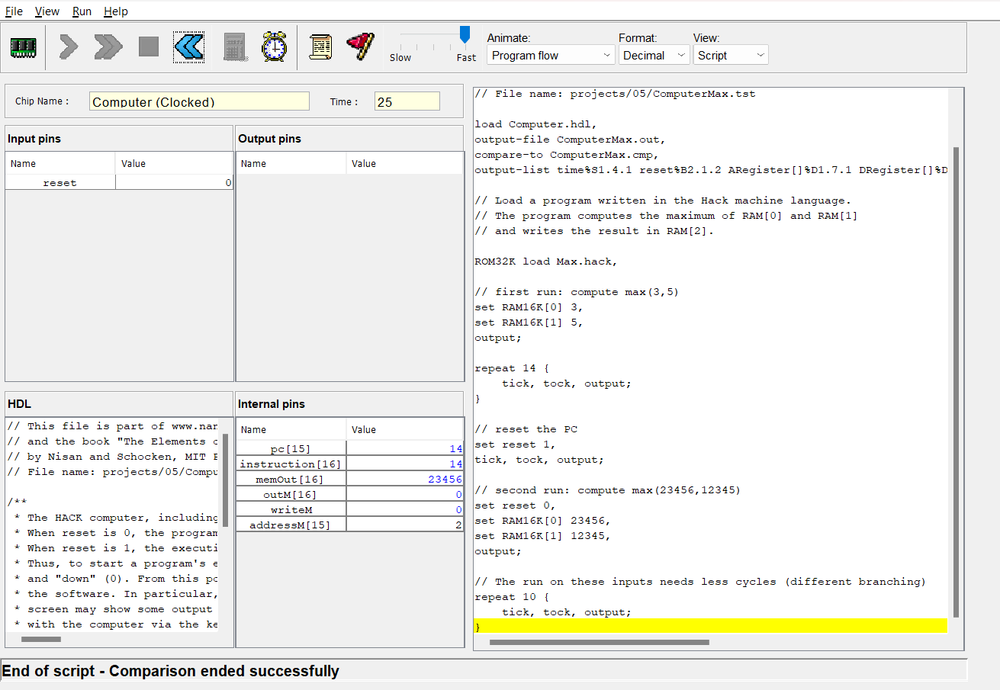 File View Run Help
Animate: Format: View:
Slow Fast Program flow Decimal Script
Chip Name : Computer (Clocked) Time : 25
Input pins
Name Value
reset 0
Output pins
Name Value
HDL
// This file is part of www.nan
// and the book "The Elements o
// by Nisan and Schocken, MIT P
// File name: projects/05/Compu
/**
* The HACK computer, including
* When reset is 0, the program
* When reset is 1, the executi
* Thus, to start a program's e
* and "down" (0). From this po
* the software. In particular,
* screen may show some output
* with the computer via the ke
Internal pins
Name Value
pc[15] 14
instruction[16] 14
memOut[16] 23456
outM[16] 0
writeM 0
addressM[15] 2
// File name: projects/05/ComputerMax.tst
load Computer.hdl,
output-file ComputerMax.out,
compare-to ComputerMax.cmp,
output-list time%S1.4.1 reset%B2.1.2 ARegister[]%D1.7.1 DRegister[]%D
// Load a program written in the Hack machine language.
// The program computes the maximum of RAM[0] and RAM[1]
// and writes the result in RAM[2].
ROM32K load Max.hack,
// first run: compute max(3,5)
set RAM16K[0] 3,
set RAM16K[1] 5,
output;
repeat 14 {
tick, tock, output;
}
// reset the PC
set reset 1,
tick, tock, output;
// second run: compute max(23456,12345)
set reset 0,
set RAM16K[0] 23456,
set RAM16K[1] 12345,
output;
// The run on these inputs needs less cycles (different branching)
repeat 10 {
tick, tock, output;
}
End of script - Comparison ended successfully